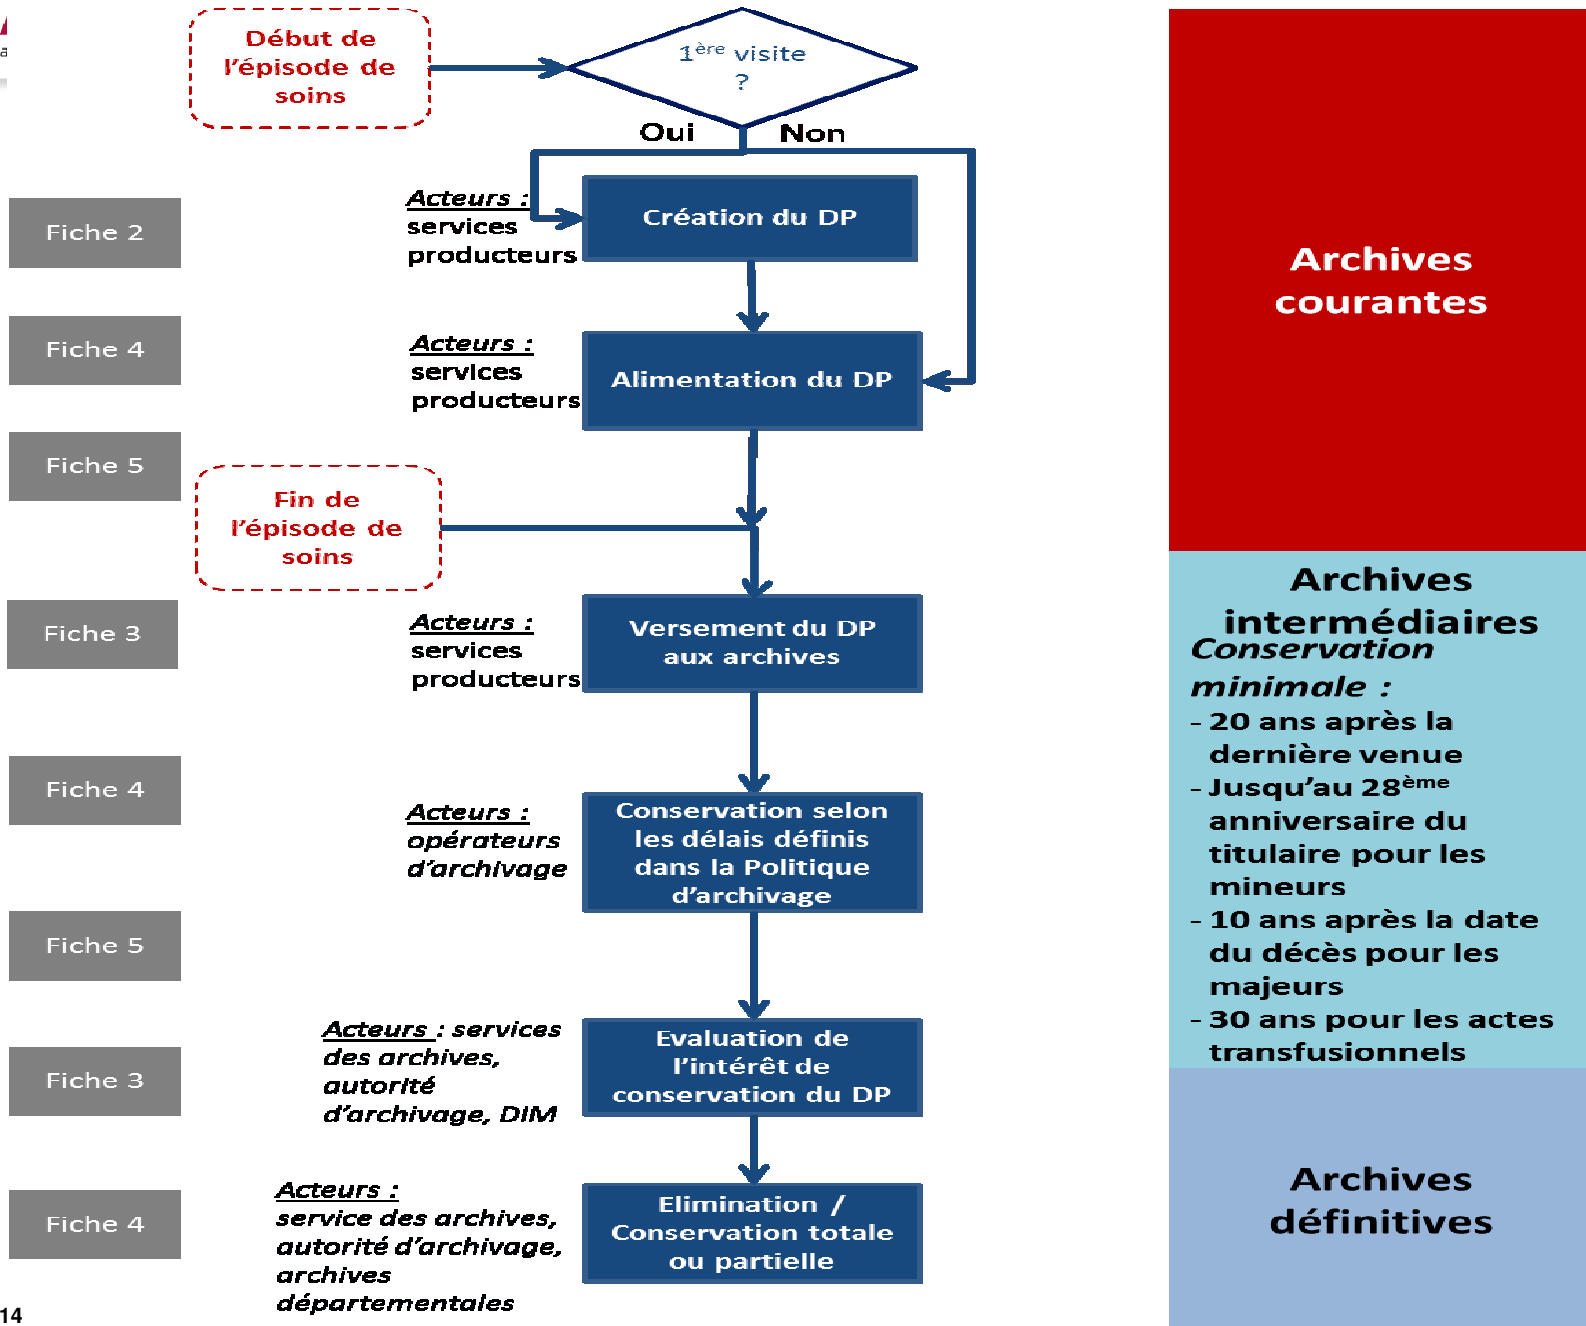 a
Début de
l'épisode de
soins
1ère visite
?
Oui
Non
Fiche 2
Acteurs :
services
producteurs
Création du DP
Fiche 4
Acteurs :
services
producteurs
Alimentation du DP
Fiche 5
Fin de
l'épisode de
soins
Fiche 3
Acteurs :
services
producteurs
Versement du DP
aux archives
Fiche 4
Acteurs :
opérateurs
d'archivage
Conservation selon
les délais définis
dans la Politique
d'archivage
Fiche 5
Acteurs : services
des archives,
autorité
d'archivage, DIM
Fiche 3
Evaluation de
l'intérêt de
conservation du DP
Fiche 4
Acteurs :
service des archives,
autorité d'archivage,
archives
départementales
Elimination /
Conservation totale
ou partielle
Archives
courantes
Archives
intermédiaires
Conservation
minimale :
- 20 ans après la
dernière venue
- Jusqu'au 28ème
anniversaire du
titulaire pour les
mineurs
- 10 ans après la date
du décès pour les
majeurs
- 30 ans pour les actes
transfusionnels
Archives
définitives
14